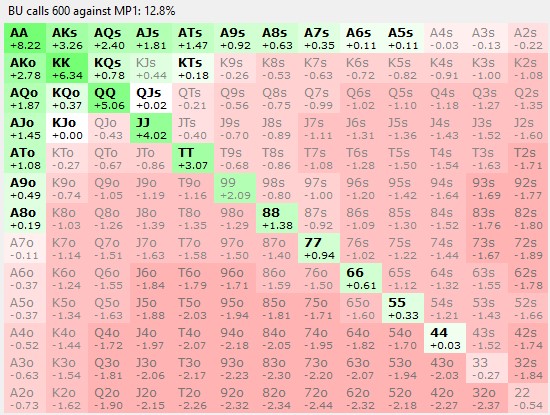 BU calls 600 against MP1: 12.8%
AA AKs AQs AJs ATs A9s A8s A7s A6s A5s A4s A3s A2s
+8.22 +3.26 +2.40 +1.81 +1.47 +0.92 +0.63 +0.35 +0.11 +0.11 -0.03 -0.13 -0.22
AKo KK KQs KJs KTs K9s K8s K7s K6s K5s K4s K3s K2s
+2.78 +6.34 +0.78 +0.44 +0.18 -0.26 -0.53 -0.63 -0.72 -0.82 -0.91 -1.00 -1.08
AQo KQo QQ QJs QTs Q9s Q8s Q7s Q6s Q5s Q4s Q3s Q2s
+1.87 +0.37 +5.06 +0.02 -0.21 -0.56 -0.75 -0.99 -1.02 -1.10 -1.18 -1.27 -1.35
AJo KJo QJo JJ JTs J9s J8s J7s J6s J5s J4s J3s J2s
+1.45 +0.00 -0.43 +4.02 -0.40 -0.70 -0.89 -1.11 -1.31 -1.36 -1.43 -1.52 -1.60
ATo KTo QTo JTo TT T9s T8s T7s T6s T5s T4s T3s T2s
+1.08 -0.27 -0.67 -0.86 +3.07 -0.68 -0.86 -1.08 -1.28 -1.50 -1.54 -1.63 -1.71
A9o K9o Q9o J9o T9o 99 98s 97s 96s 95s 94s 93s 92s
+0.49 -0.74 -1.05 -1.19 -1.16 +2.09 -0.80 -1.00 -1.20 -1.42 -1.64 -1.69 -1.77
A8o K8o Q8o J8o T8o 98o 88 87s 86s 85s 84s 83s 82s
+0.19 -1.03 -1.26 -1.39 -1.35 -1.29 +1.38 -0.92 -1.09 -1.30 -1.52 -1.76 -1.80
A7o K7o Q7o J7o T7o 97o 87o 77 76s 75s 74s 73s 72s
-0.11 -1.14 -1.51 -1.63 -1.58 -1.50 -1.40 +0.94 -1.02 -1.22 -1.44 -1.67 -1.89
A6o K6o Q6o J6o T6o 96o 86o 76o 66 65s 64s 63s 62s
-0.37 -1.24 -1.55 -1.84 -1.79 -1.71 -1.59 -1.50 +0.61 -1.12 -1.32 -1.55 -1.78
A5o K5o Q5o J5o T5o 95o 85o 75o 65o 55 54s 53s 52s
-0.37 -1.34 -1.63 -1.88 -2.03 -1.94 -1.81 -1.71 -1.60 +0.33 -1.21 -1.43 -1.66
A4o K4o Q4o J4o T4o 94o 84o 74o 64o 54o 44 43s 42s
-0.52 -1.44 -1.72 -1.97 -2.07 -2.18 -2.05 -1.95 -1.82 -1.70 +0.03 -1.52 -1.74
A3o K3o Q3o J3o T3o 93o 83o 73o 63o 53o 43o 33 32s
-0.63 -1.54 -1.81 -2.06 -2.17 -2.23 -2.30 -2.20 -2.07 -1.94 -2.03 -0.27 -1.84
A2o K2o Q2o J2o T2o 92o 82o 72o 62o 52o 42o 32o 22
-0.73 -1.62 -1.90 -2.15 -2.26 -2.32 -2.34 -2.44 -2.32 -2.18 -2.27 -2.37 -0.54